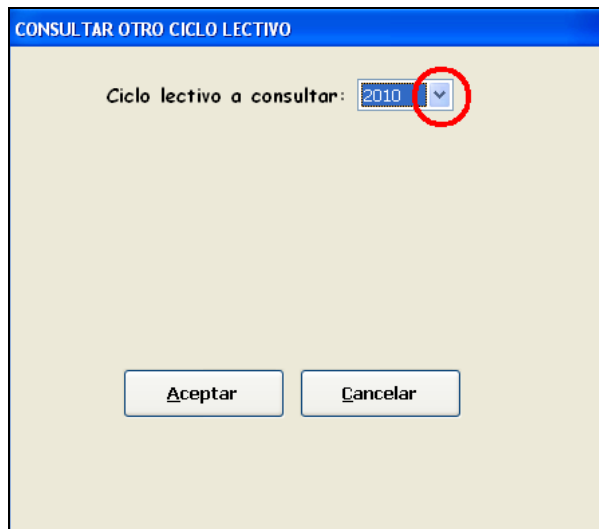 CONSULTAR OTRO CICLO LECTIVO
Ciclo lectivo a consultar: 2010
Aceptar Cancelar